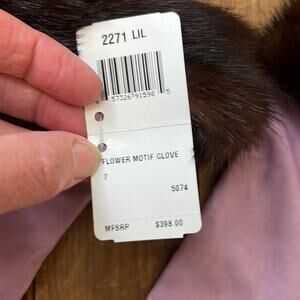 2271 LIL
57326 91598 5
FLOWER MOTIF GLOVE
7
5074
MFSRP $398.00